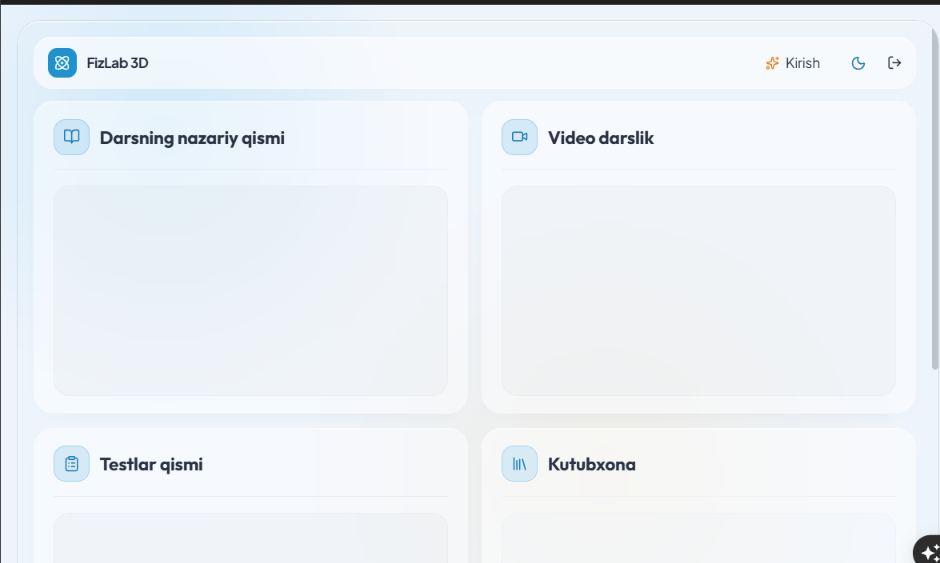 FizLab 3D
Kirish
Darsning nazariy qismi
Video darslik
Testlar qismi
Kutubxona